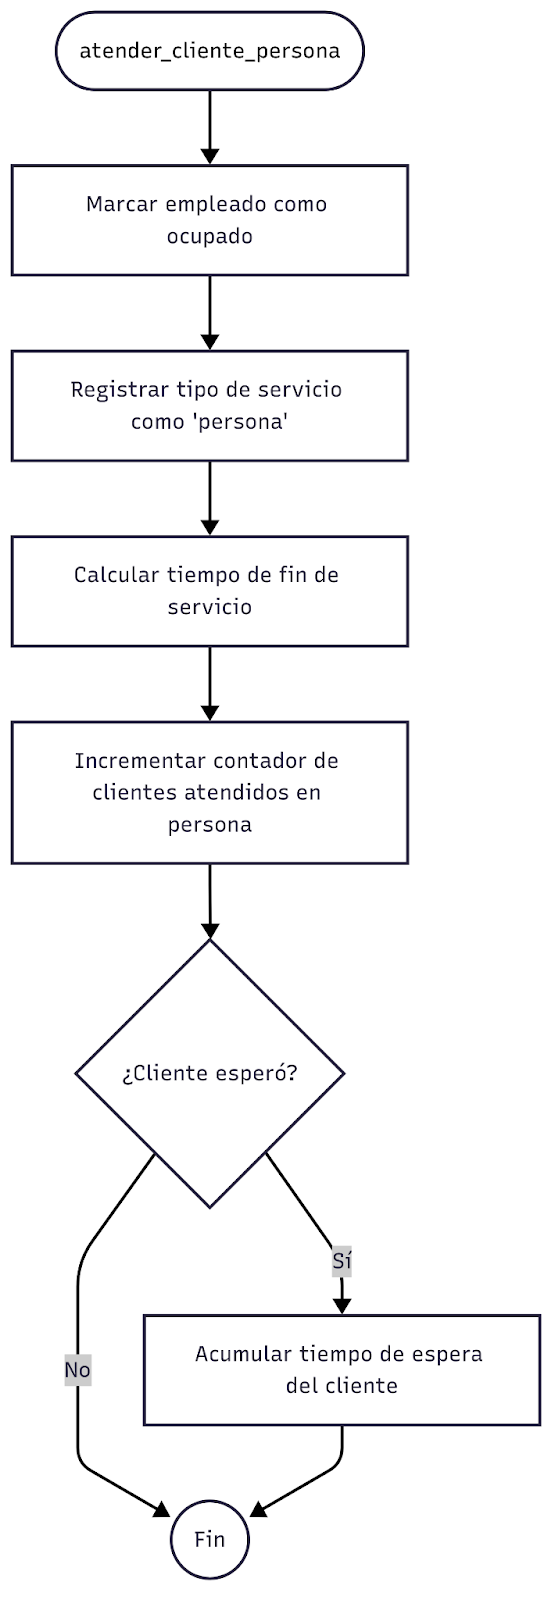 atender_cliente_persona
Marcar empleado como
ocupado
Registrar tipo de servicio
como 'persona'
Calcular tiempo de fin de
servicio
Incrementar contador de
clientes atendidos en
persona
¿Cliente esperó?
Sí
Acumular tiempo de espera
del cliente
No
Fin